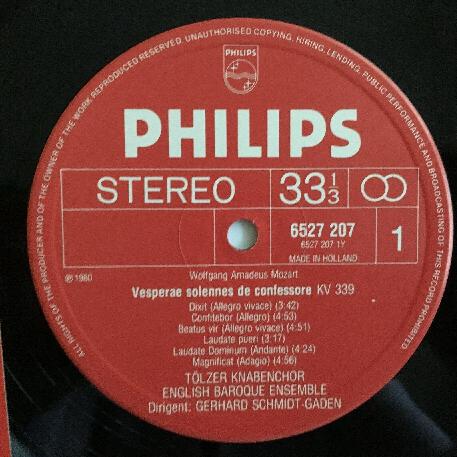 ALL RIGHTS OF THE PRODUCER AND OF THE OWNER OF THE WORK REPRODUCED RESERVED. UNAUTHORISED COPYING, HIRING, LENDING, PUBLIC PERFORMANCE AND BROADCASTING OF THIS RECORD PROHIBITED
PHILIPS
PHILIPS
STEREO
33 1/3
6527 207
6527 207 1Y
MADE IN HOLLAND
1
℗ 1980
Wolfgang Amadeus Mozart
Vesperae solennes de confessore KV 339
Dixit (Allegro vivace) (3:42)
Confitebor (Allegro) (4:53)
Beatus vir (Allegro vivace) (4:51)
Laudate pueri (3:17)
Laudate Dominum (Andante) (4:24)
Magnificat (Adagio) (4:56)
TÖLZER KNABENCHOR
ENGLISH BAROQUE ENSEMBLE
Dirigent: GERHARD SCHMIDT-GADEN